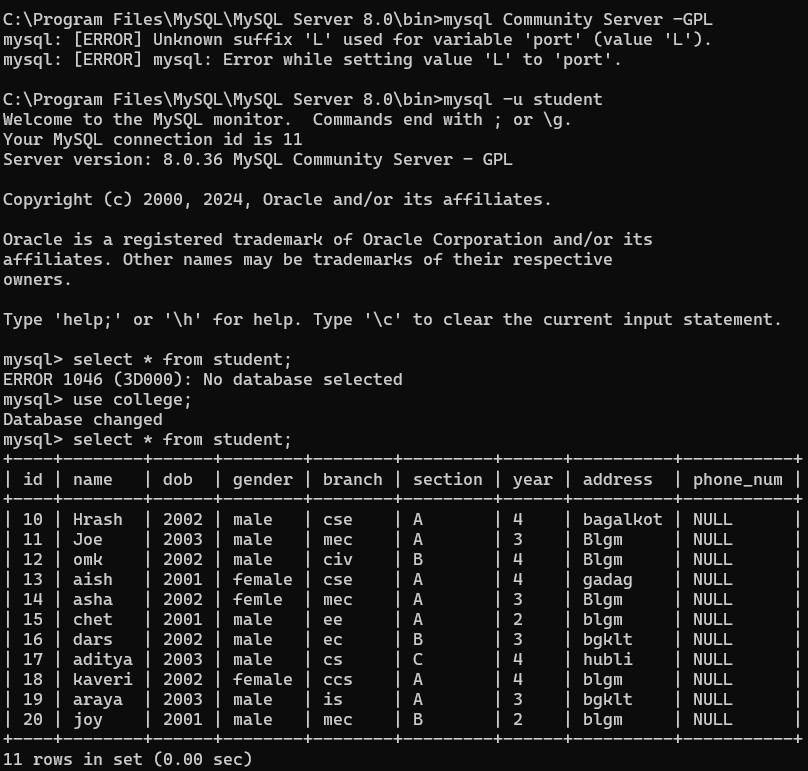 C:\Program Files\MySQL\MySQL Server 8.0\bin>mysql Community Server -GPL
mysql: [ERROR] Unknown suffix 'L' used for variable 'port' (value 'L').
mysql: [ERROR] mysql: Error while setting value 'L' to 'port'.
C:\Program Files\MySQL\MySQL Server 8.0\bin>mysql -u student
Welcome to the MySQL monitor.  Commands end with ; or \g.
Your MySQL connection id is 11
Server version: 8.0.36 MySQL Community Server - GPL
Copyright (c) 2000, 2024, Oracle and/or its affiliates.
Oracle is a registered trademark of Oracle Corporation and/or its
affiliates. Other names may be trademarks of their respective
owners.
Type 'help;' or '\h' for help. Type '\c' to clear the current input statement.
mysql> select * from student;
ERROR 1046 (3D000): No database selected
mysql> use college;
Database changed
mysql> select * from student;
+----+--------+------+--------+--------+---------+------+----------+-----------+
| id | name   | dob  | gender | branch | section | year | address  | phone_num |
+----+--------+------+--------+--------+---------+------+----------+-----------+
| 10 | Hrash  | 2002 | male   | cse    | A       | 4    | bagalkot | NULL      |
| 11 | Joe    | 2003 | male   | mec    | A       | 3    | Blgm     | NULL      |
| 12 | omk    | 2002 | male   | civ    | B       | 4    | Blgm     | NULL      |
| 13 | aish   | 2001 | female | cse    | A       | 4    | gadag    | NULL      |
| 14 | asha   | 2002 | femle  | mec    | A       | 3    | Blgm     | NULL      |
| 15 | chet   | 2001 | male   | ee     | A       | 2    | blgm     | NULL      |
| 16 | dars   | 2002 | male   | ec     | B       | 3    | bgklt    | NULL      |
| 17 | aditya | 2003 | male   | cs     | C       | 4    | hubli    | NULL      |
| 18 | kaveri | 2002 | female | ccs    | A       | 4    | blgm     | NULL      |
| 19 | araya  | 2003 | male   | is     | A       | 3    | bgklt    | NULL      |
| 20 | joy    | 2001 | male   | mec    | B       | 2    | blgm     | NULL      |
+----+--------+------+--------+--------+---------+------+----------+-----------+
11 rows in set (0.00 sec)